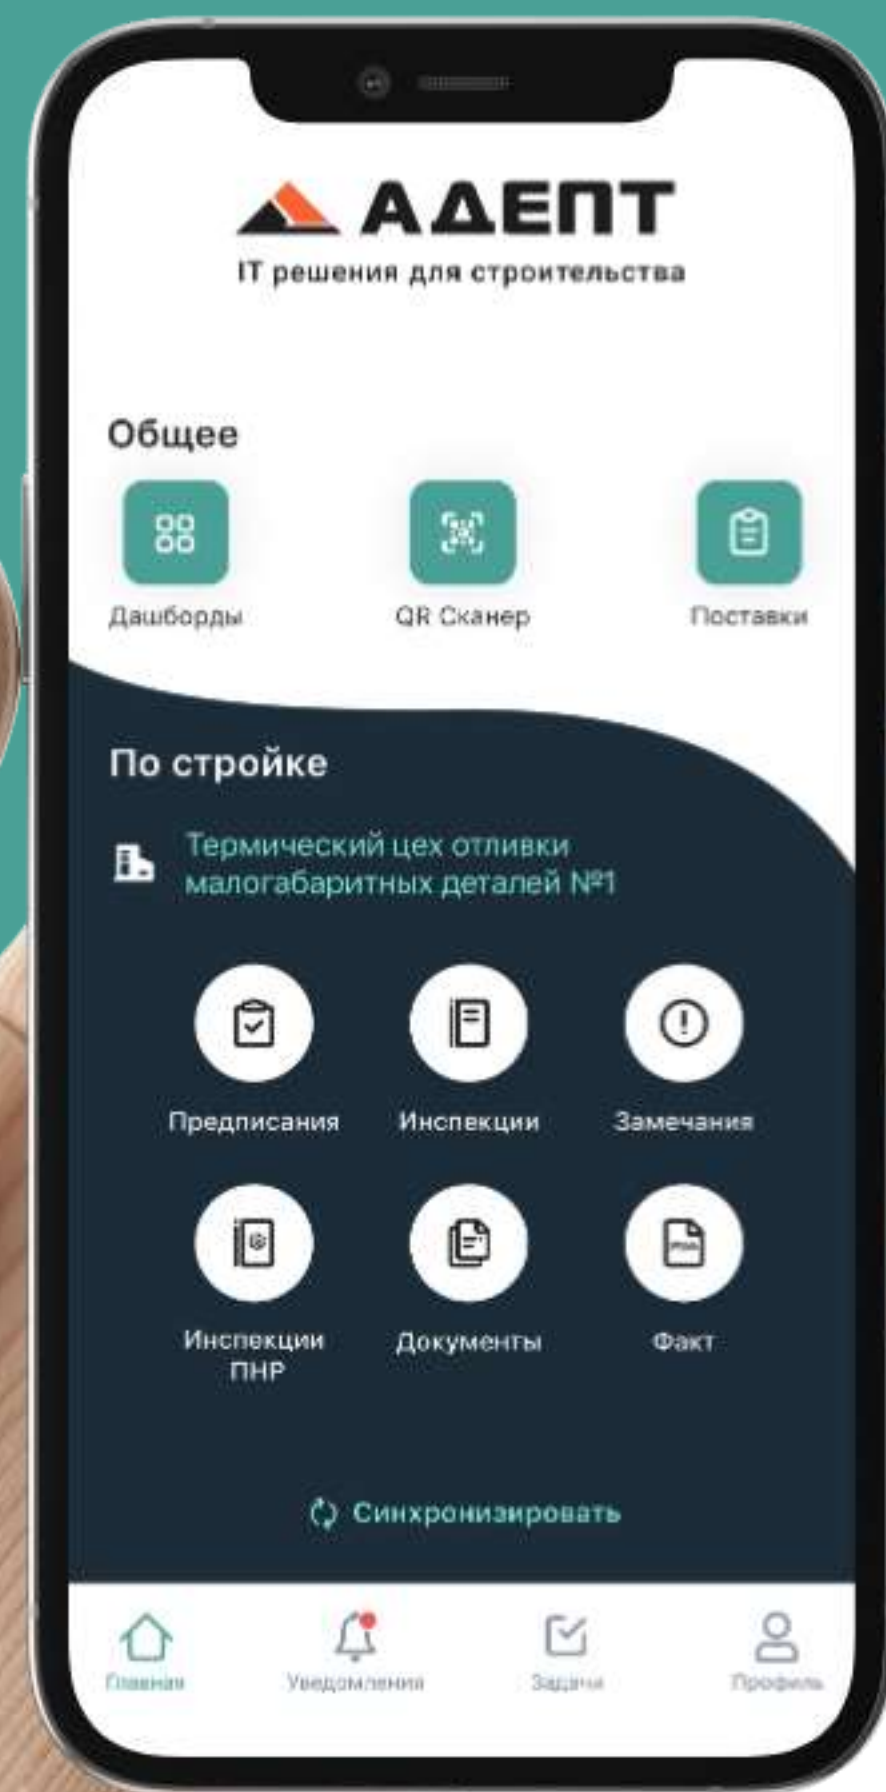 АДЕПТ
IT решения для строительства
Общее
Дашборды
QR Сканер
Поставки
По стройке
Термический цех отливки
малогабаритных деталей №1
Предписания
Инспекции
Замечания
Инспекции
ПНР
Документы
Факт
Синхронизировать
Главная
Уведомления
Задачи
Профиль